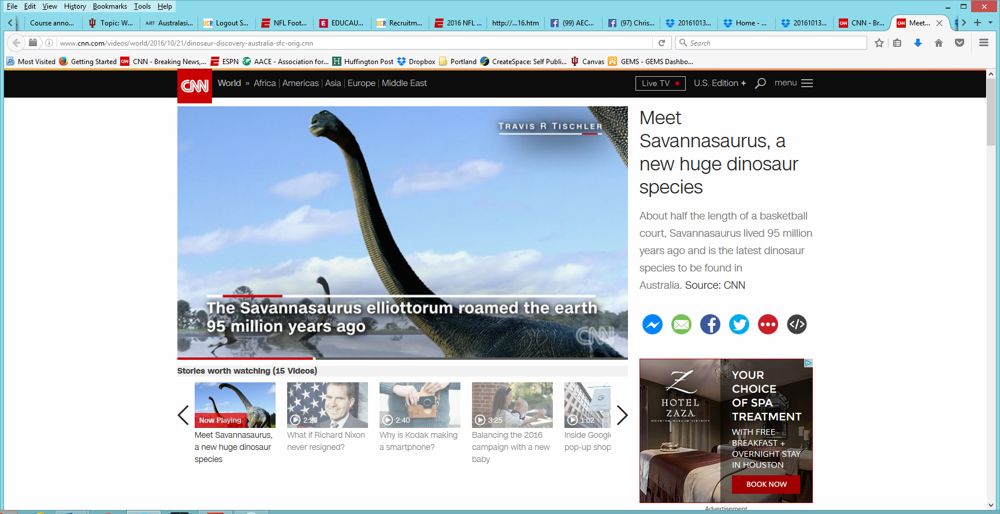 File Edit View History Bookmarks Tools Help
Course anno...
Topic: W...
AJET Australasi...
UCR Logout S...
NFL Foot...
EDUCAU...
UCR Recruitm...
2016 NFL ...
http:/...16.htm
(99) AEC...
(97) Chris...
20161013...
Home - ...
20161013...
CNN - Br...
Meet...
www.cnn.com/videos/world/2016/10/21/dinosaur-discovery-australia-sfc-orig.cnn
Search
Most Visited
Getting Started
CNN - Breaking News,...
ESPN
AACE - Association for...
Huffington Post
Dropbox
Portland
CreateSpace: Self Publi...
Canvas
GEMS - GEMS Dashbo...
CNN
World » Africa | Americas | Asia | Europe | Middle East
Live TV
U.S. Edition +
menu
TRAVIS R TISCHLER
The Savannasaurus elliottorum roamed the earth
95 million years ago
CNN
Meet
Savannasaurus, a
new huge dinosaur
species
About half the length of a basketball
court, Savannasaurus lived 95 million
years ago and is the latest dinosaur
species to be found in
Australia. Source: CNN
Stories worth watching (15 Videos)
Now Playing
Meet Savannasaurus,
a new huge dinosaur
species
2:29
What if Richard Nixon
never resigned?
2:40
Why is Kodak making
a smartphone?
3:25
Balancing the 2016
campaign with a new
baby
1:02
Inside Google
pop-up shop
Z
HOTEL
ZAZA
HOUSTON MUSEUM DISTRICT
YOUR
CHOICE
OF SPA
TREATMENT
WITH FREE
BREAKFAST +
OVERNIGHT STAY
IN HOUSTON
BOOK NOW
Advertisement